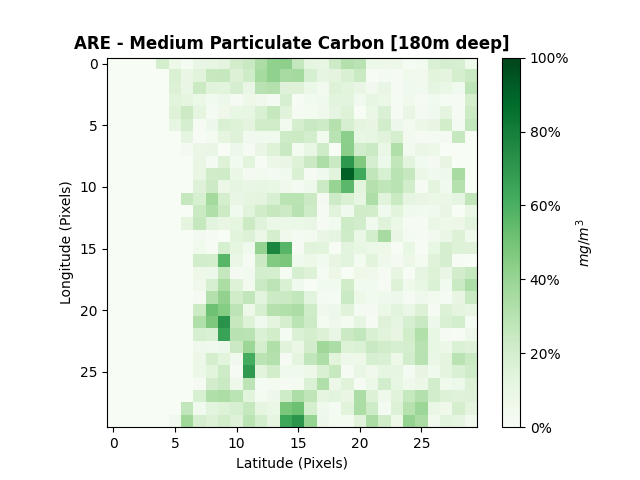 ARE - Medium Particulate Carbon [180m deep]
0
5
10
15
20
25
Longitude (Pixels)
0 5 10 15 20 25
Latitude (Pixels)
100%
80%
60%
40%
20%
0%
mg/m³